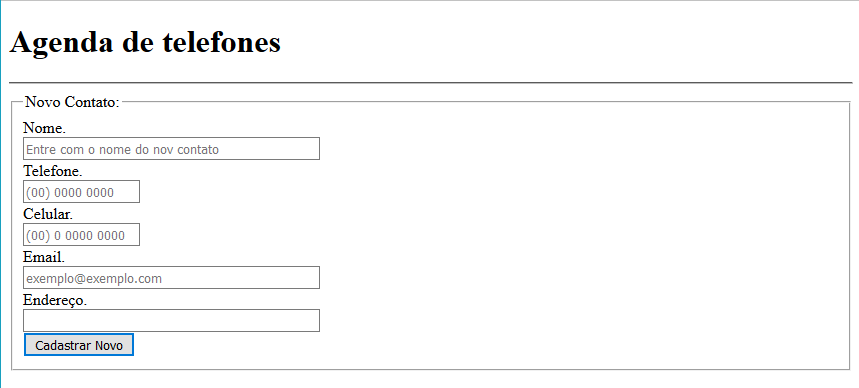 Agenda de telefones
Novo Contato:
Nome.
Entre com o nome do nov contato
Telefone.
(00) 0000 0000
Celular.
(00) 0 0000 0000
Email.
exemplo@exemplo.com
Endereço.
Cadastrar Novo